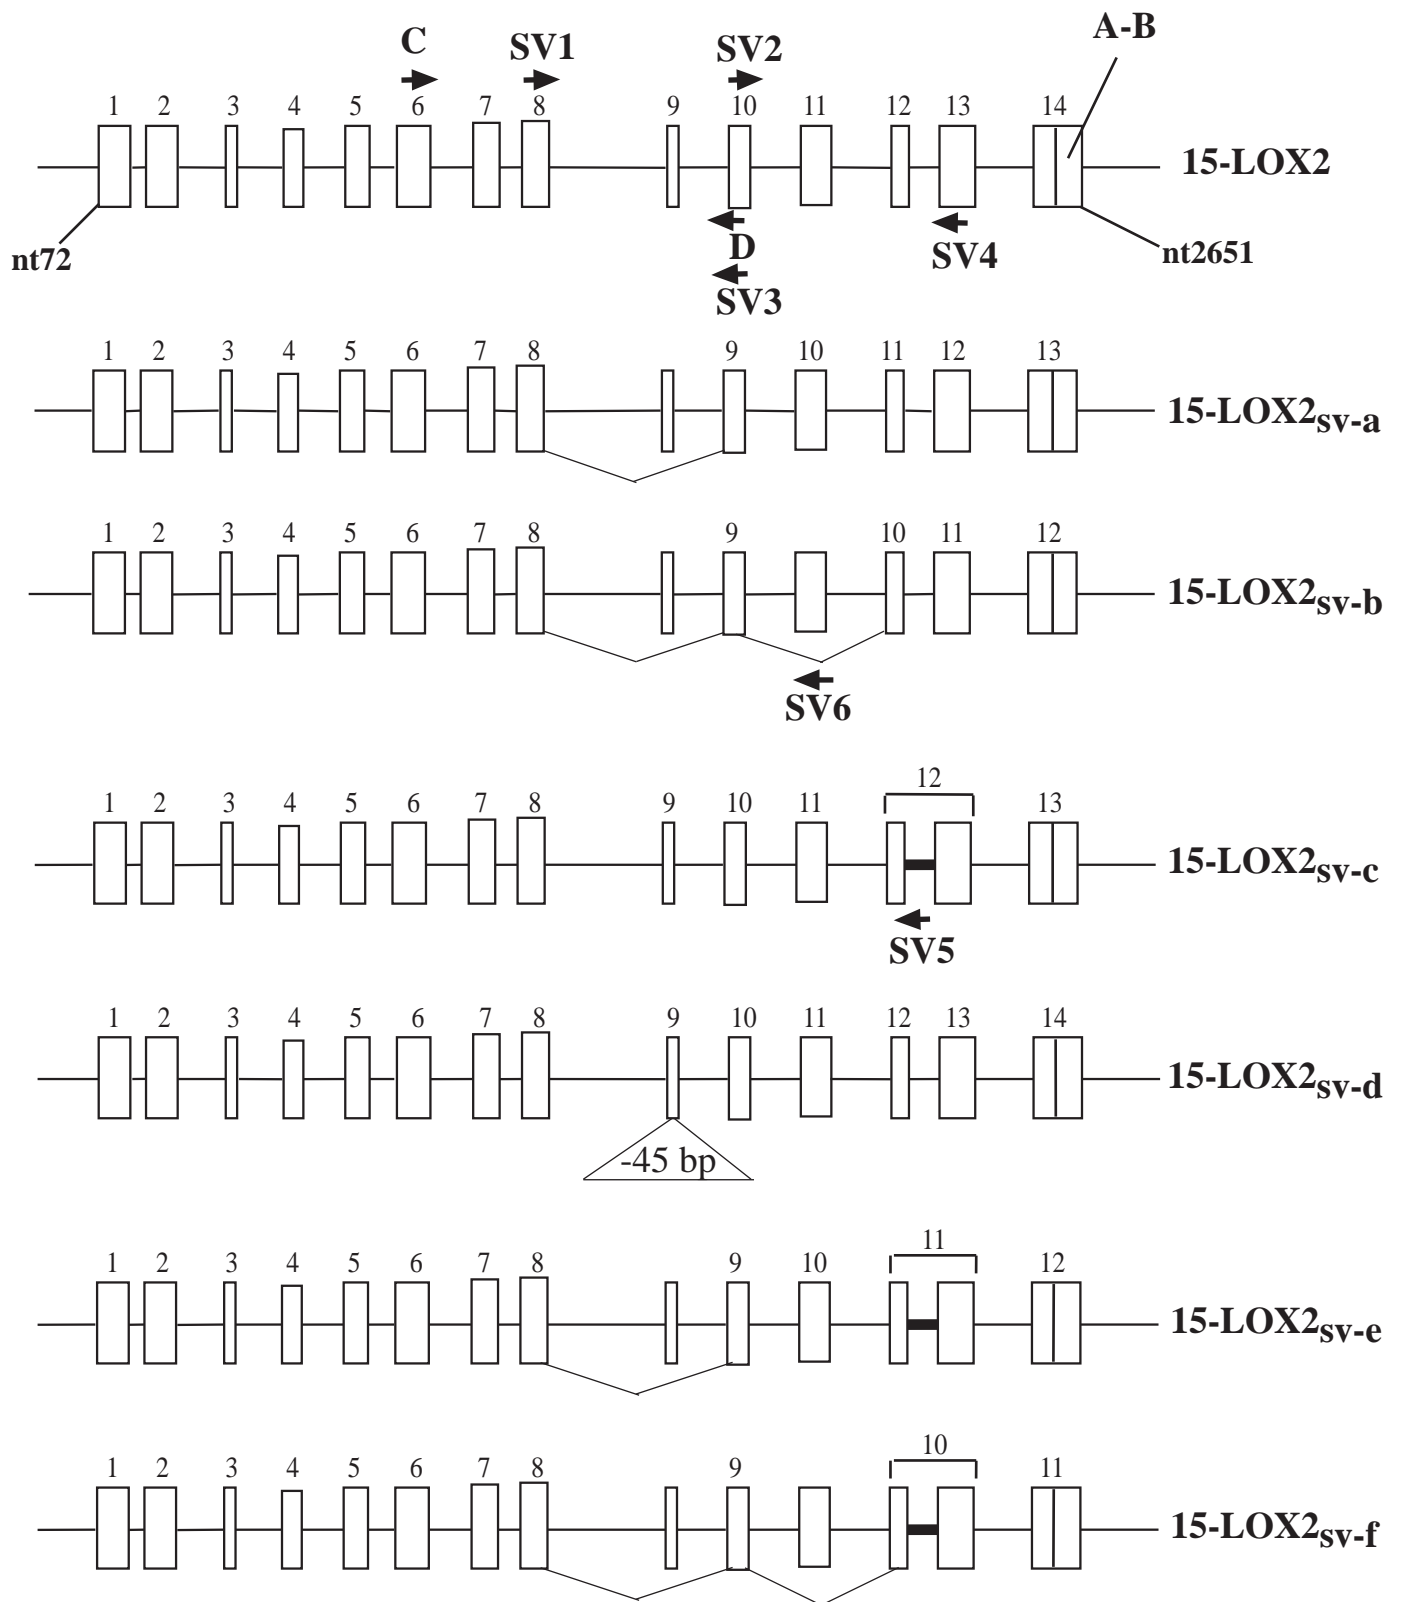 C
SV1
SV2
A-B
1 2 3 4 5 6 7 8 9 10 11 12 13 14
15-LOX2
nt72
D
SV3
SV4
nt2651
1 2 3 4 5 6 7 8 9 10 11 12 13
15-LOX2sv-a
1 2 3 4 5 6 7 8 9 10 11 12
15-LOX2sv-b
SV6
12
1 2 3 4 5 6 7 8 9 10 11 13
15-LOX2sv-c
SV5
1 2 3 4 5 6 7 8 9 10 11 12 13 14
15-LOX2sv-d
-45 bp
11
1 2 3 4 5 6 7 8 9 10 12
15-LOX2sv-e
10
1 2 3 4 5 6 7 8 9 11
15-LOX2sv-f